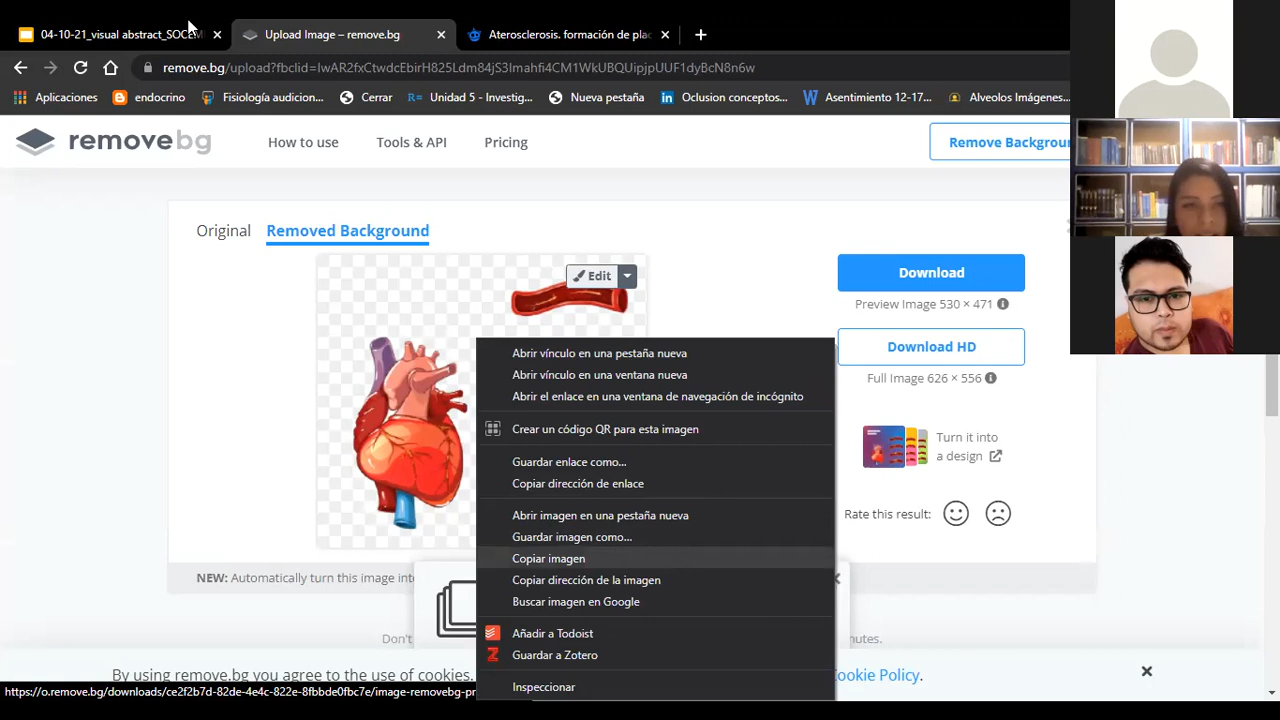 04-10-21_visual abstract_SOCEM
Upload Image – remove.bg
Aterosclerosis. formación de plac
remove.bg/upload?fbclid=IwAR2fxCtwdcEbirH825Ldm84jS3Imahfi4CM1WkUBQUipjpUUF1dyBcN8n6w
Aplicaciones
endocrino
Fisiología audicion...
Cerrar
Unidad 5 - Investig...
Nueva pestaña
Oclusion conceptos...
Asentimiento 12-17...
Alveolos Imágenes...
removebg
How to use
Tools & API
Pricing
Remove Backgroun
Original
Removed Background
Edit
Download
Preview Image 530 × 471
Download HD
Full Image 626 × 556
Turn it into
a design
Rate this result:
Abrir vínculo en una pestaña nueva
Abrir vínculo en una ventana nueva
Abrir el enlace en una ventana de navegación de incógnito
Crear un código QR para esta imagen
Guardar enlace como...
Copiar dirección de enlace
Abrir imagen en una pestaña nueva
Guardar imagen como...
Copiar imagen
Copiar dirección de la imagen
Buscar imagen en Google
Añadir a Todoist
Guardar a Zotero
Inspeccionar
NEW: Automatically turn this image into
Don't
minutes.
By using remove.bg you agree to the use of cookies.
Cookie Policy.
https://o.remove.bg/downloads/ce2f2b7d-82de-4e4c-822e-8fbbde0fbc7e/image-removebg-pr